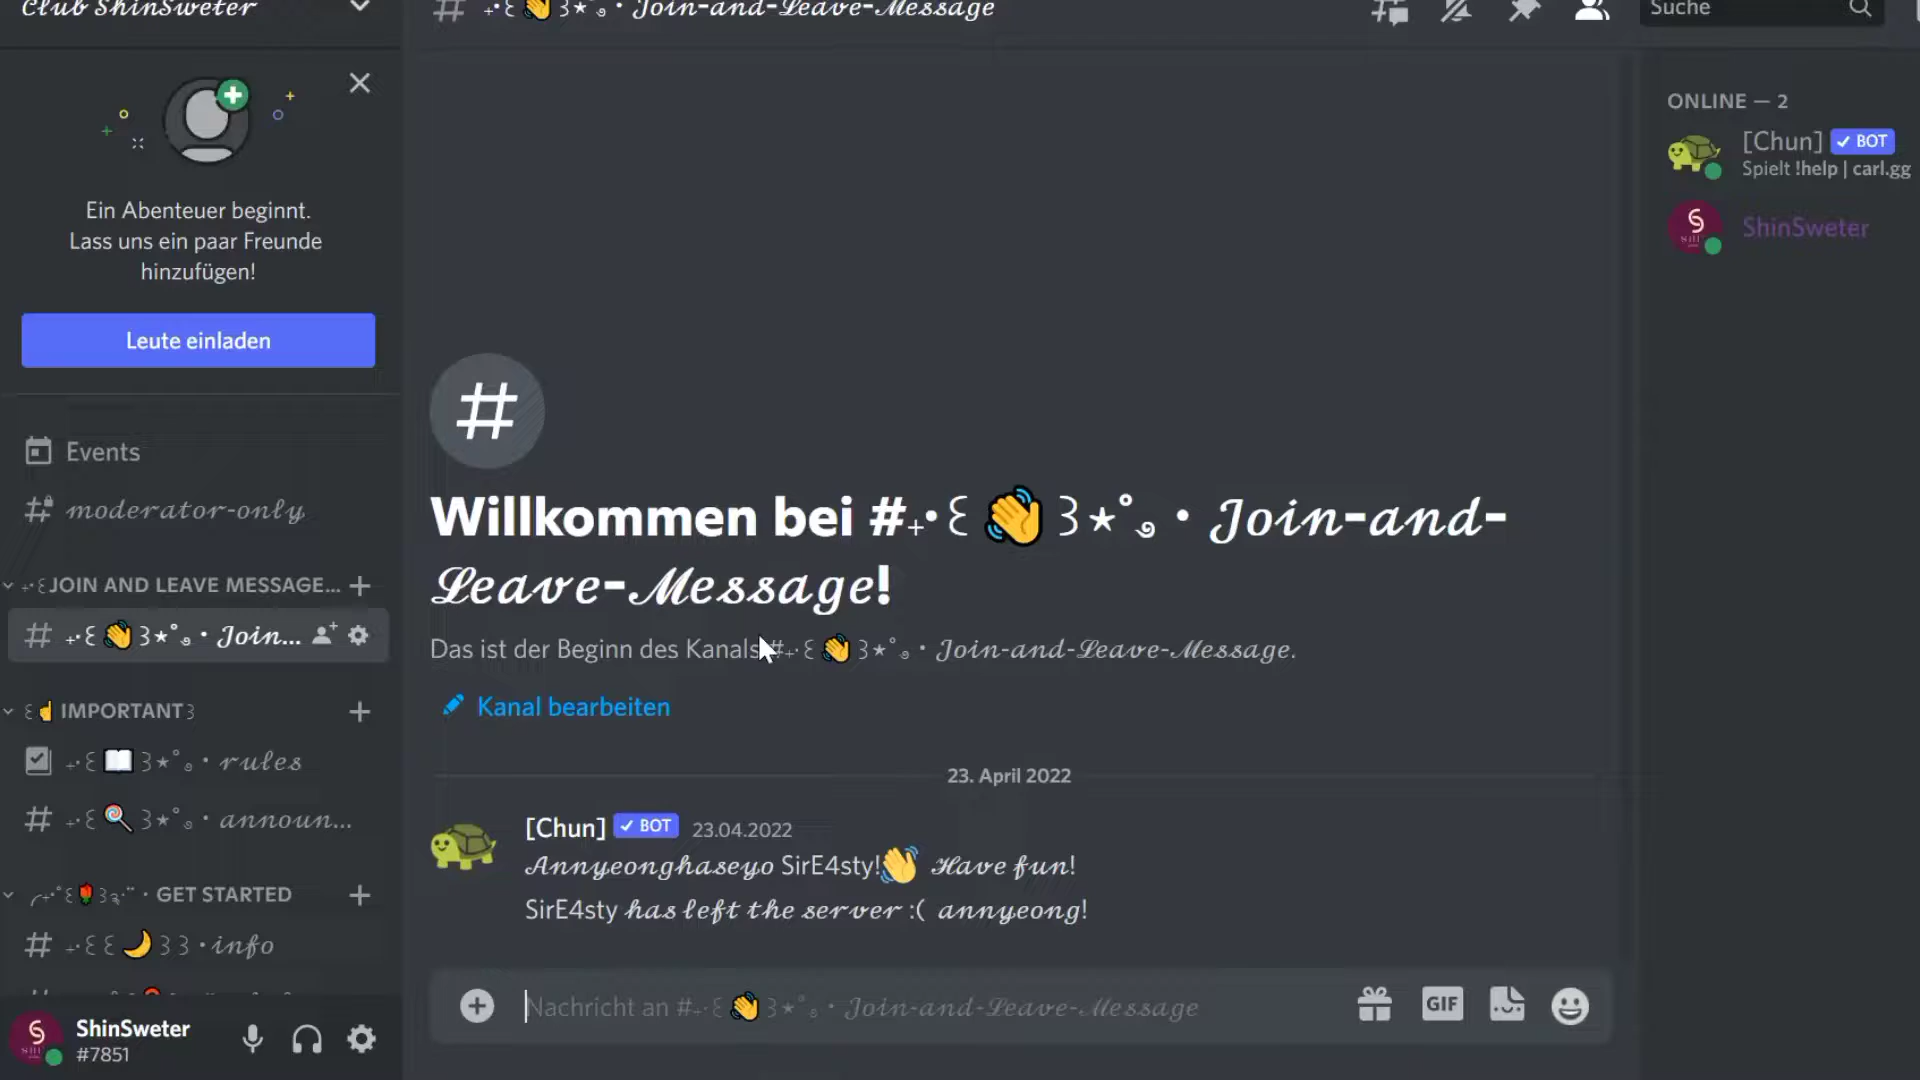 Club ShinSweter
Ein Abenteuer beginnt.
Lass uns ein paar Freunde
hinzufügen!
Leute einladen
Events
moderator-only
₊˖꒰JOIN AND LEAVE MESSAGE...
₊˖꒰👋꒱⋆˚｡・𝒥𝑜𝒾𝓃...
꒰☝️IMPORTANT꒱
₊˖꒰📖꒱⋆˚｡・𝓇𝓊𝓁𝑒𝓈
₊˖꒰🍭꒱⋆˚｡・𝒶𝓃𝓃𝑜𝓊𝓃...
GET STARTED
₊˖꒰꒰🌙꒱꒱・𝒾𝓃𝒻𝑜
ShinSweter
#7851
# ₊˖꒰👋꒱⋆˚｡・𝒥𝑜𝒾𝓃-𝒶𝓃𝒹-ℒ𝑒𝒶𝓋𝑒-ℳ𝑒𝓈𝓈𝒶𝑔𝑒
Suche
#
Willkommen bei #₊˖꒰👋꒱⋆˚｡・𝒥𝑜𝒾𝓃-𝒶𝓃𝒹-
ℒ𝑒𝒶𝓋𝑒-ℳ𝑒𝓈𝓈𝒶𝑔𝑒!
Das ist der Beginn des Kanals #₊˖꒰👋꒱⋆˚｡・𝒥𝑜𝒾𝓃-𝒶𝓃𝒹-ℒ𝑒𝒶𝓋𝑒-ℳ𝑒𝓈𝓈𝒶𝑔𝑒.
Kanal bearbeiten
23. April 2022
[Chun] ✓ BOT 23.04.2022
𝒜𝓃𝓃𝓎𝑒𝑜𝓃𝑔𝒽𝒶𝓈𝑒𝓎𝑜 SirE4sty!👋 ℋ𝒶𝓋𝑒 𝒻𝓊𝓃!
SirE4sty 𝒽𝒶𝓈 𝓁𝑒𝒻𝓉 𝓉𝒽𝑒 𝓈𝑒𝓇𝓋𝑒𝓇 :( 𝒶𝓃𝓃𝓎𝑒𝑜𝓃𝑔!
Nachricht an #₊˖꒰👋꒱⋆˚｡・𝒥𝑜𝒾𝓃-𝒶𝓃𝒹-ℒ𝑒𝒶𝓋𝑒-ℳ𝑒𝓈𝓈𝒶𝑔𝑒
GIF
ONLINE — 2
[Chun] ✓ BOT
Spielt !help | carl.gg
ShinSweter